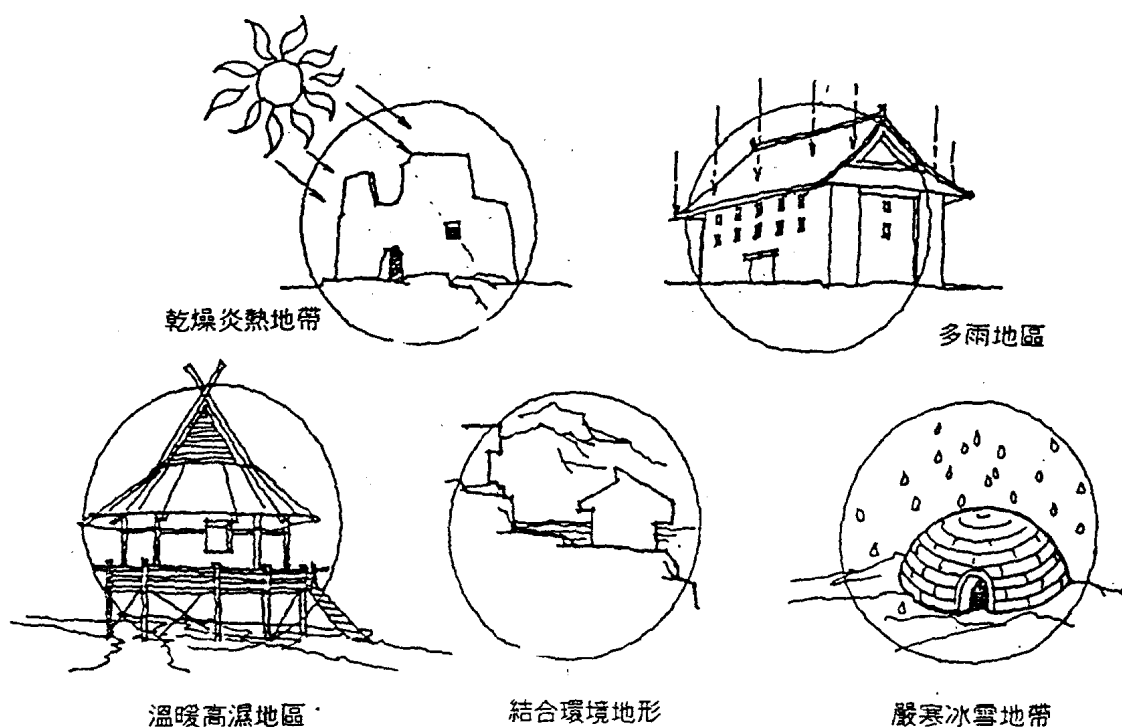 乾燥炎熱地帶
多雨地區
溫暖高濕地區
結合環境地形
嚴寒冰雪地帶